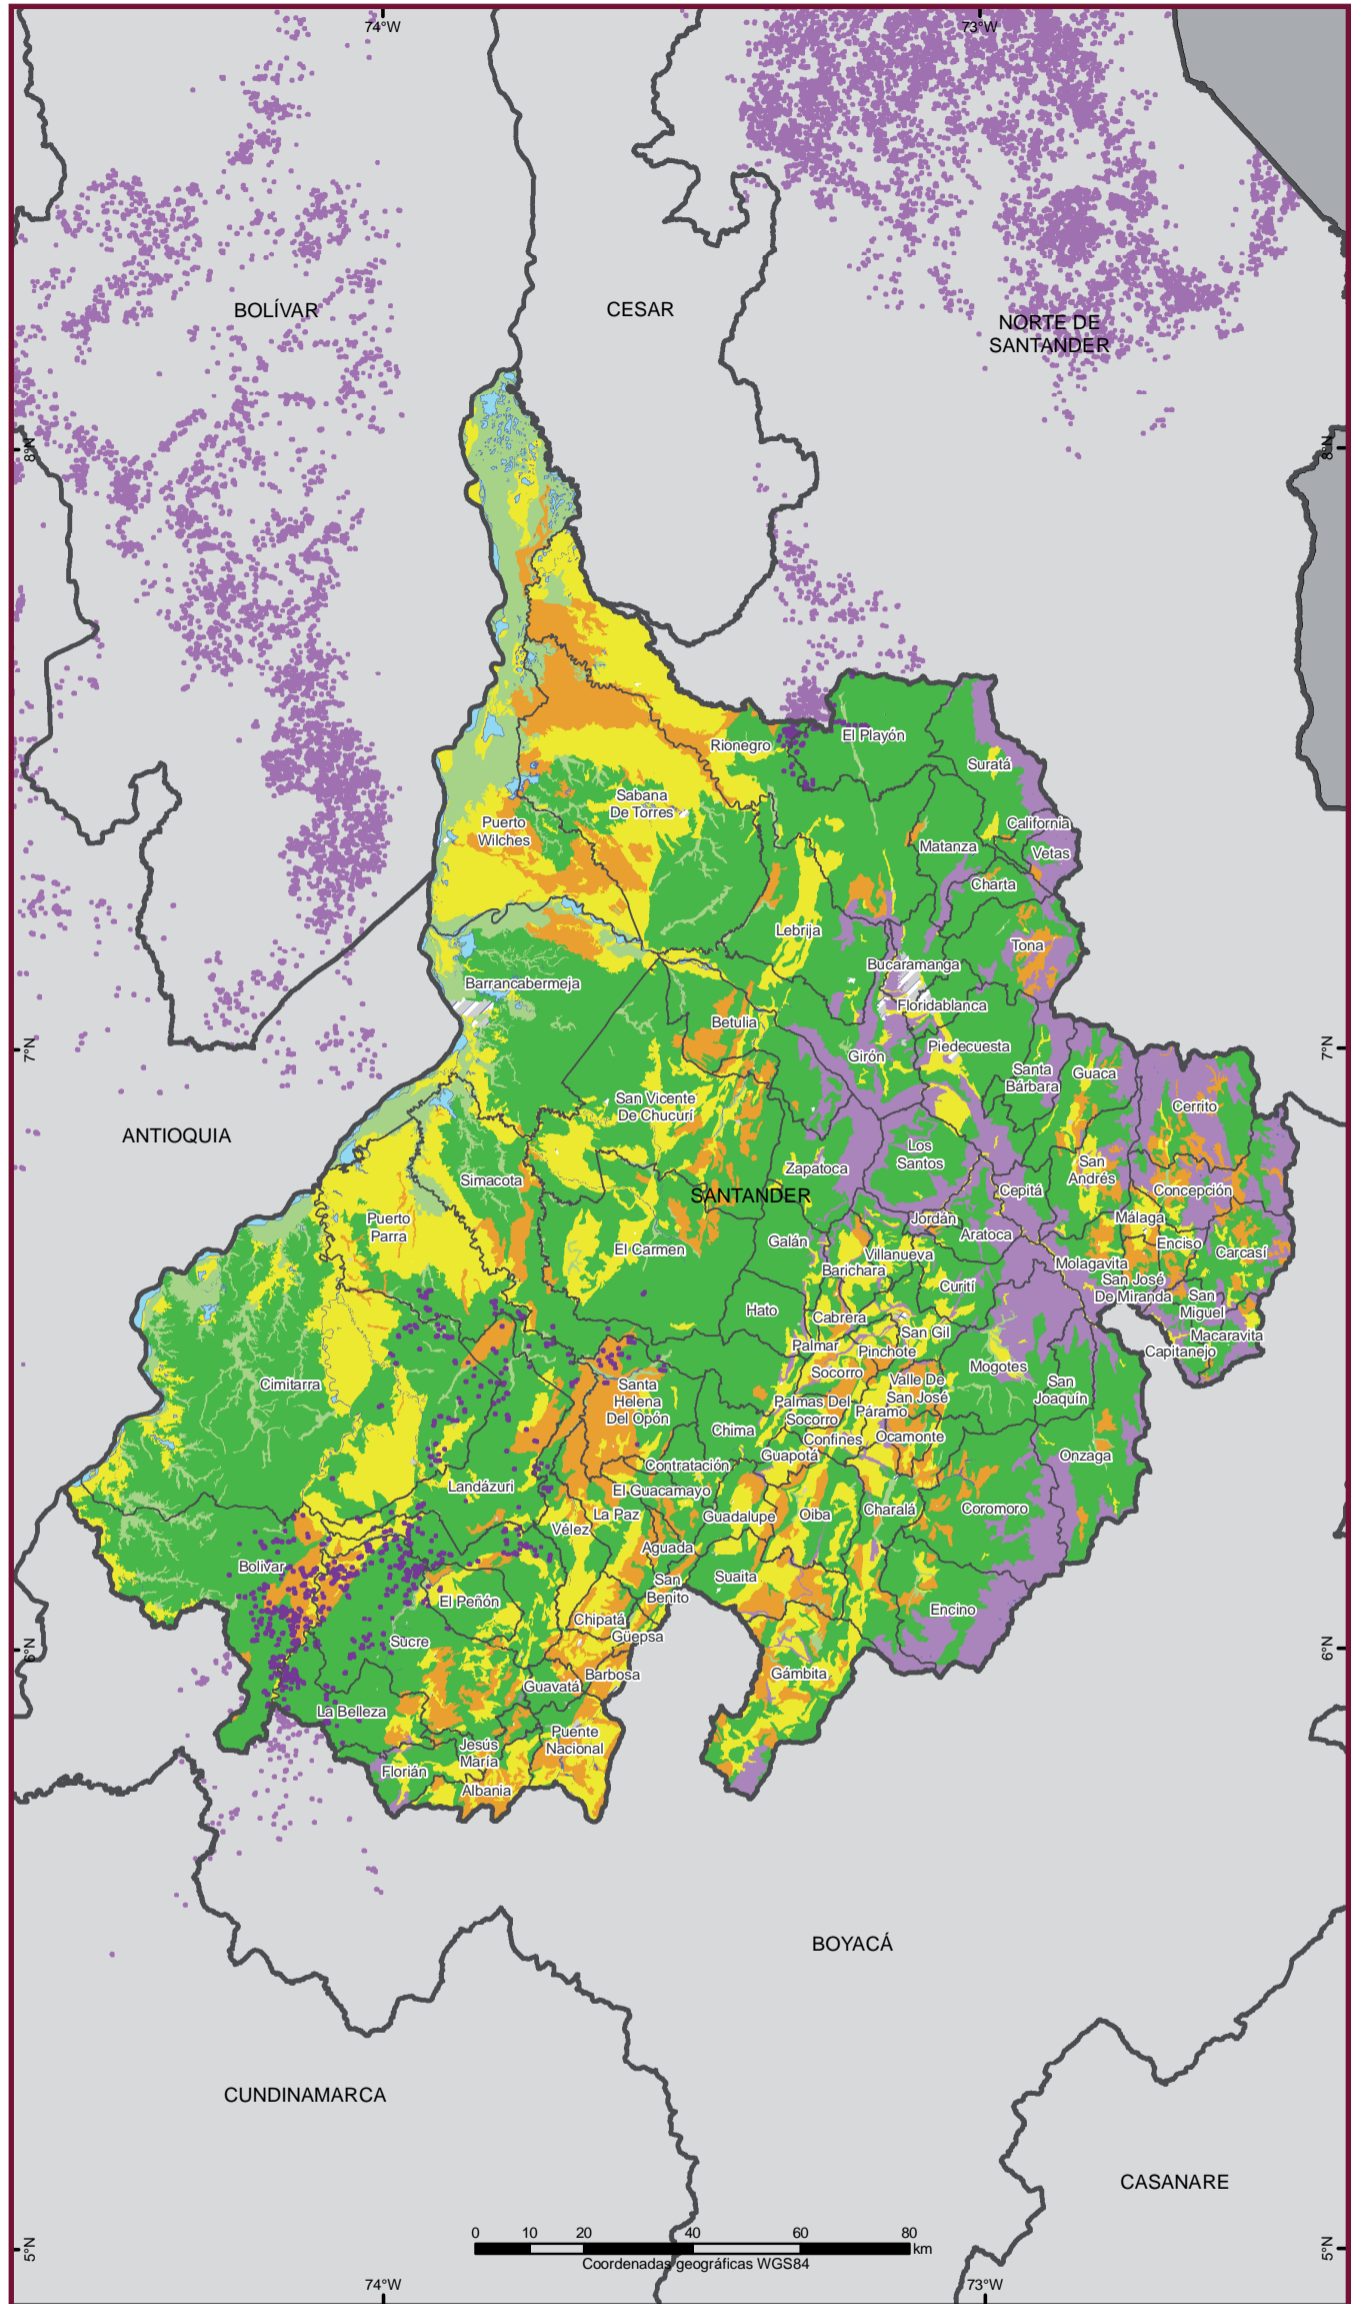 74°W
73°W
BOLÍVAR
CESAR
NORTE DE
SANTANDER
8°N
8°N
El Playón
Rionegro
Suratá
Sabana
De Torres
Puerto
Wilches
California
Matanza
Vetas
Charta
Lebrija
Tona
Bucaramanga
Barrancabermeja
Floridablanca
Betulia
7°N
7°N
Girón
Piedecuesta
Santa
Bárbara
Guaca
San Vicente
De Chucurí
Cerrito
ANTIOQUIA
Los
Santos
Zapatoca
San
Andrés
Simacota
SANTANDER
Cepitá
Concepción
Puerto
Parra
Jordán
Málaga
Aratoca
Galán
El Carmen
Villanueva
Enciso
Carcasí
Barichara
Molagavita
Curití
San José
De Miranda
San
Miguel
Hato
Cabrera
San Gil
Macaravita
Palmar
Pinchote
Capitanejo
Socorro
Mogotes
Cimitarra
Valle De
San José
San
Joaquín
Santa
Helena
Del Opón
Palmas Del
Socorro
Páramo
Chima
Confines
Ocamonte
Guapotá
Onzaga
Contratación
Landázuri
El Guacamayo
La Paz
Guadalupe
Oiba
Charalá
Coromoro
Vélez
Aguada
Bolívar
San
Benito
Suaita
El Peñón
Encino
Chipatá
Güepsa
Sucre
6°N
6°N
Barbosa
Gámbita
Guavatá
La Belleza
Puente
Nacional
Jesús
María
Florián
Albania
BOYACÁ
CUNDINAMARCA
CASANARE
0 10 20 40 60 80
km
Coordenadas geográficas WGS84
5°N
5°N
74°W
73°W